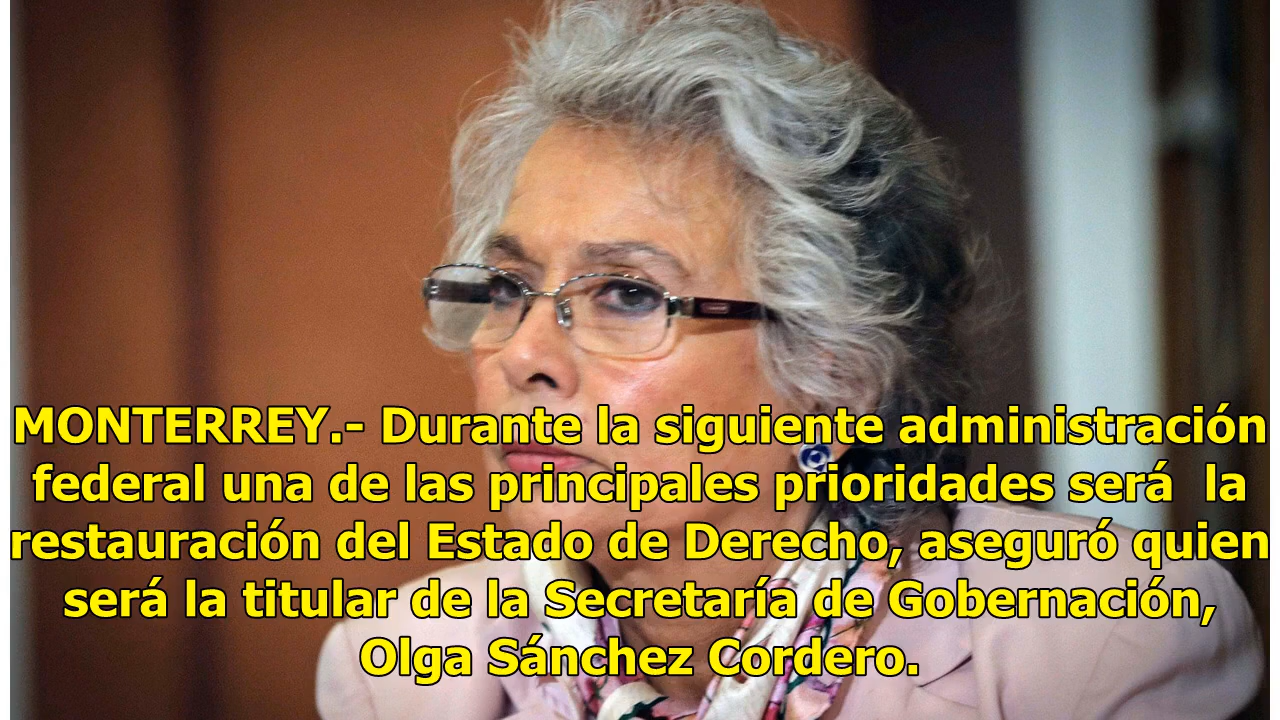 MONTERREY.- Durante la siguiente administración
federal una de las principales prioridades será  la
restauración del Estado de Derecho, aseguró quien
será la titular de la Secretaría de Gobernación,
Olga Sánchez Cordero.